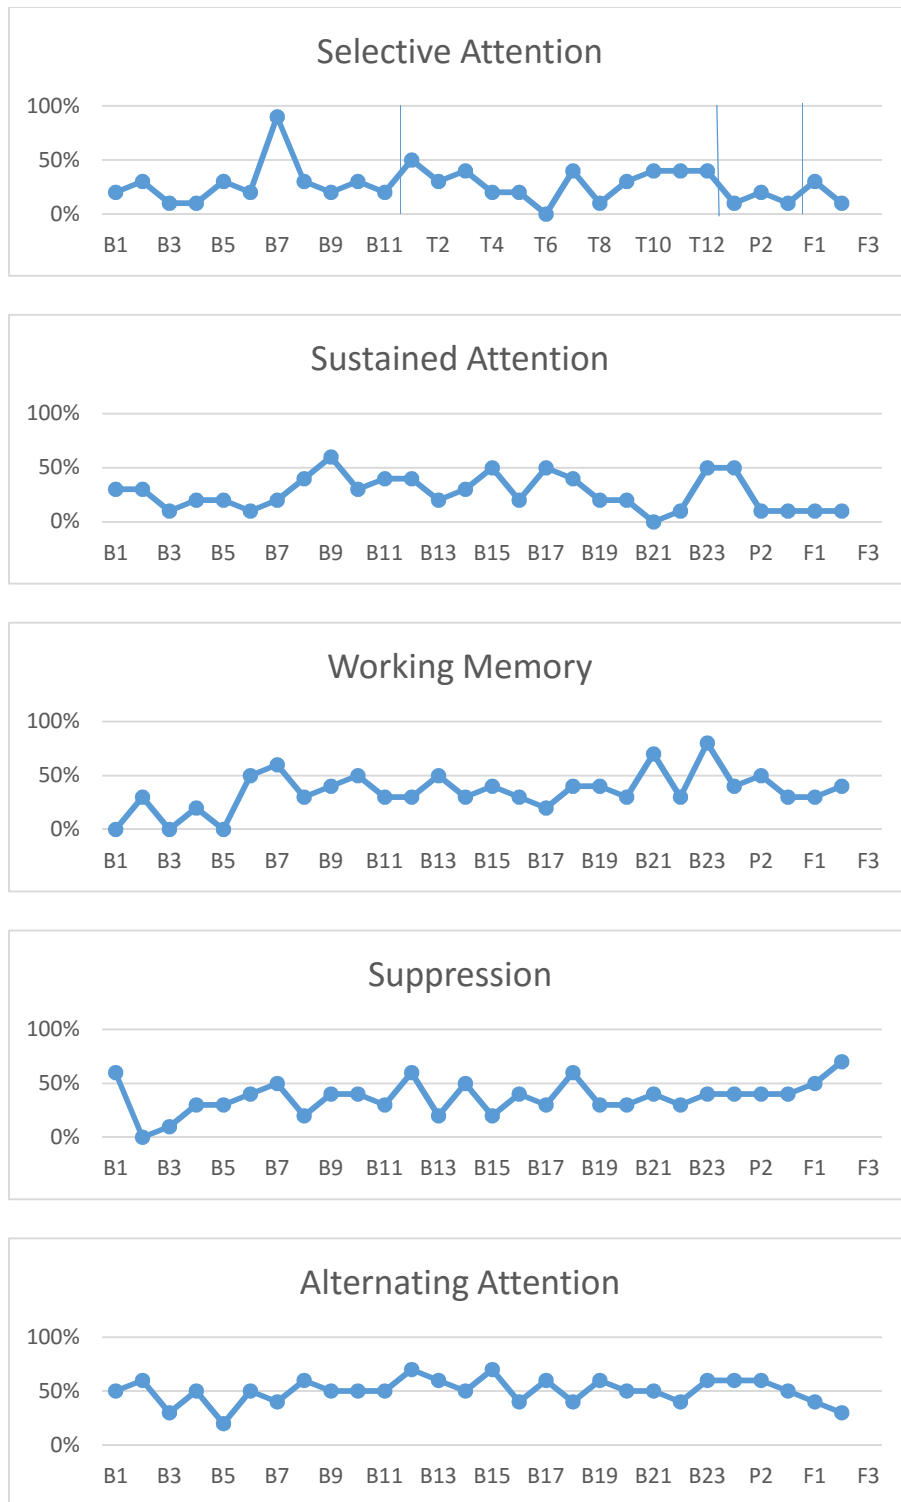 Selective Attention
100%
50%
0%
B1 B3 B5 B7 B9 B11 T2 T4 T6 T8 T10 T12 P2 F1 F3
Sustained Attention
100%
50%
0%
B1 B3 B5 B7 B9 B11 B13 B15 B17 B19 B21 B23 P2 F1 F3
Working Memory
100%
50%
0%
B1 B3 B5 B7 B9 B11 B13 B15 B17 B19 B21 B23 P2 F1 F3
Suppression
100%
50%
0%
B1 B3 B5 B7 B9 B11 B13 B15 B17 B19 B21 B23 P2 F1 F3
Alternating Attention
100%
50%
0%
B1 B3 B5 B7 B9 B11 B13 B15 B17 B19 B21 B23 P2 F1 F3